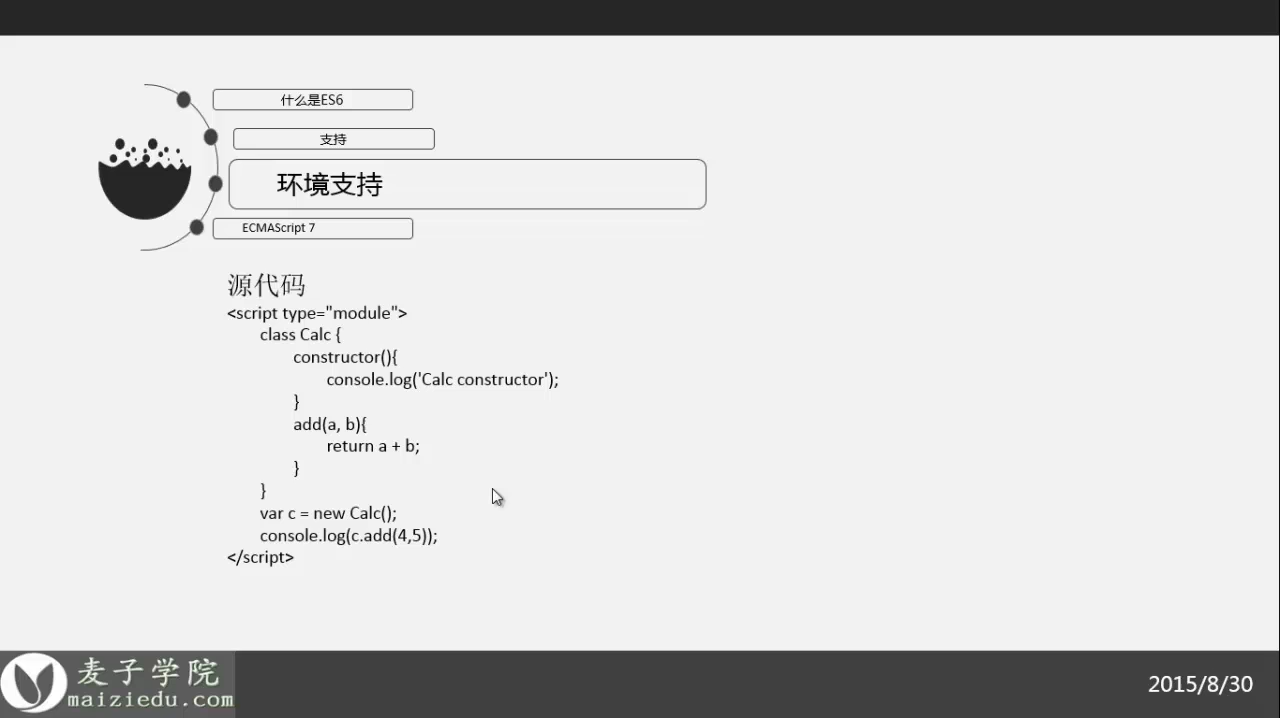 什么是ES6
支持
环境支持
ECMAScript 7
源代码
<script type="module">
class Calc {
constructor(){
console.log('Calc constructor');
}
add(a, b){
return a + b;
}
}
var c = new Calc();
console.log(c.add(4,5));
</script>
麦子学院
maiziedu.com
2015/8/30